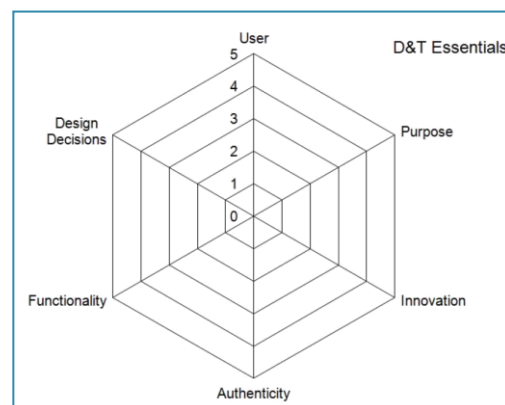 User
D&T Essentials
5
4
Design
Decisions
Purpose
3
2
1
0
Functionality
Innovation
Authenticity